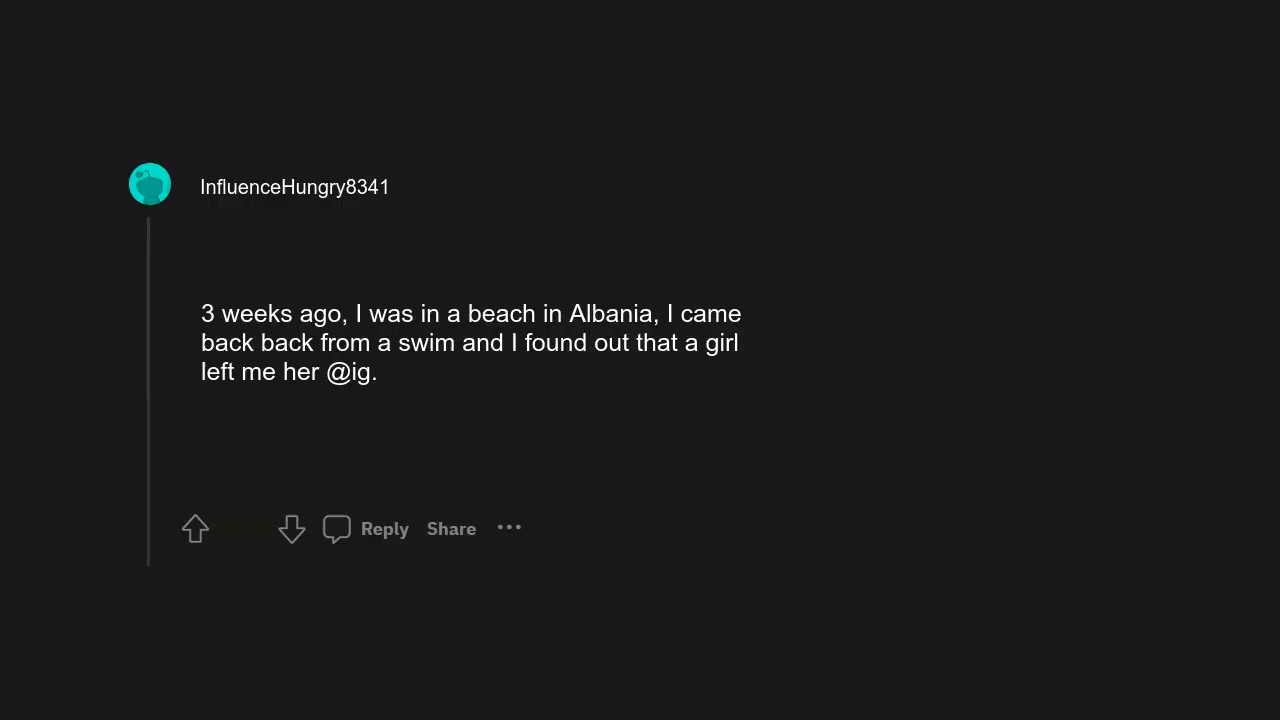 InfluenceHungry8341
3 weeks ago, I was in a beach in Albania, I came
back back from a swim and I found out that a girl
left me her @ig.
Reply Share